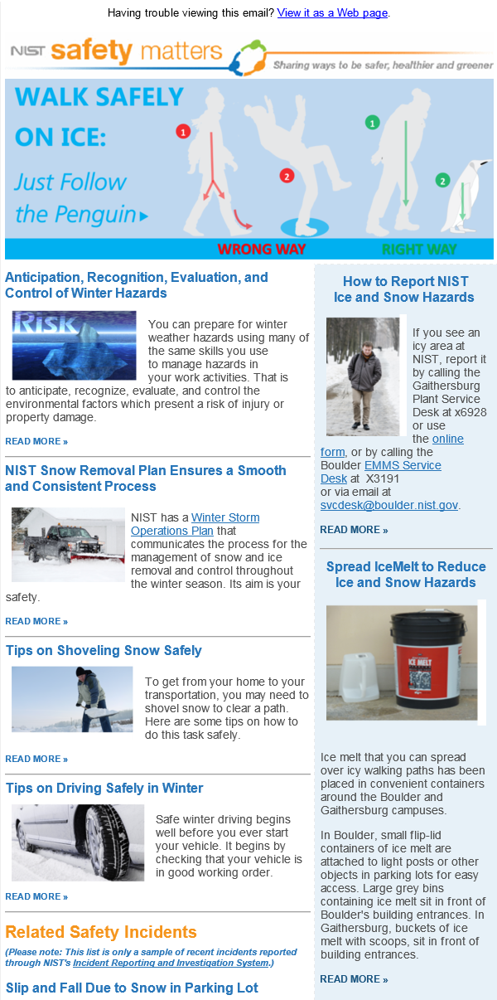 Having trouble viewing this email? View it as a Web page.
NIST safety matters
Sharing ways to be safer, healthier and greener
WALK SAFELY
ON ICE:
Just Follow
the Penguin
1
2
1
2
WRONG WAY
RIGHT WAY
Anticipation, Recognition, Evaluation, and
Control of Winter Hazards
Risk
You can prepare for winter
weather hazards using many of
the same skills you use
to manage hazards in
your work activities. That is
to anticipate, recognize, evaluate, and control the
environmental factors which present a risk of injury or
property damage.
READ MORE »
NIST Snow Removal Plan Ensures a Smooth
and Consistent Process
NIST has a Winter Storm
Operations Plan that
communicates the process for the
management of snow and ice
removal and control throughout
the winter season. Its aim is your
safety.
READ MORE »
Tips on Shoveling Snow Safely
To get from your home to your
transportation, you may need to
shovel snow to clear a path.
Here are some tips on how to
do this task safely.
READ MORE »
Tips on Driving Safely in Winter
Safe winter driving begins
well before you ever start
your vehicle. It begins by
checking that your vehicle is
in good working order.
READ MORE »
Related Safety Incidents
(Please note: This list is only a sample of recent incidents reported
through NIST's Incident Reporting and Investigation System.)
Slip and Fall Due to Snow in Parking Lot
How to Report NIST
Ice and Snow Hazards
If you see an
icy area at
NIST, report it
by calling the
Gaithersburg
Plant Service
Desk at x6928
or use
the online
form, or by calling the
Boulder EMMS Service
Desk at X3191
or via email at
svcdesk@boulder.nist.gov.
READ MORE »
Spread IceMelt to Reduce
Ice and Snow Hazards
ICE MELT
Ice melt that you can spread
over icy walking paths has been
placed in convenient containers
around the Boulder and
Gaithersburg campuses.
In Boulder, small flip-lid
containers of ice melt are
attached to light posts or other
objects in parking lots for easy
access. Large grey bins
containing ice melt sit in front of
Boulder's building entrances. In
Gaithersburg, buckets of ice
melt with scoops, sit in front of
building entrances.
READ MORE »